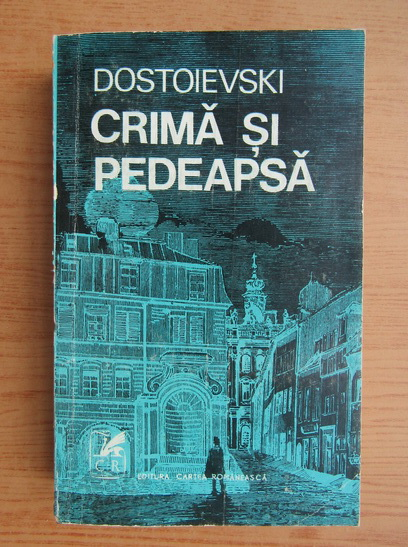 DOSTOIEVSKI
CRIMĂ ȘI
PEDEAPSĂ
CR
EDITURA CARTEA ROMÂNEASCĂ